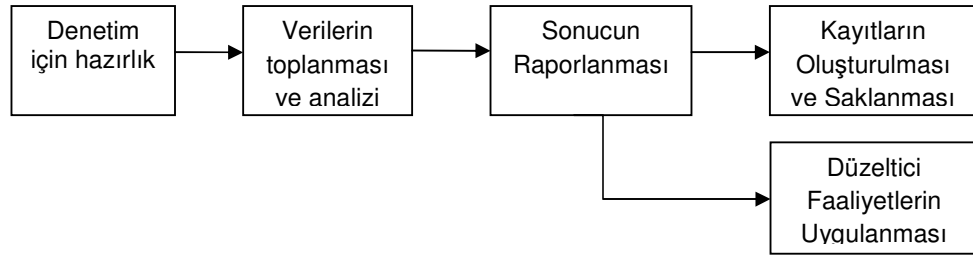 Denetim
için hazırlık
Verilerin
toplanması
ve analizi
Sonucun
Raporlanması
Kayıtların
Oluşturulması
ve Saklanması
Düzeltici
Faaliyetlerin
Uygulanması